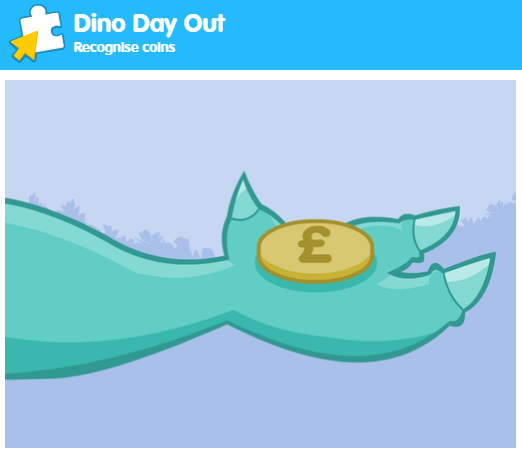 Dino Day Out
Recognise coins
£